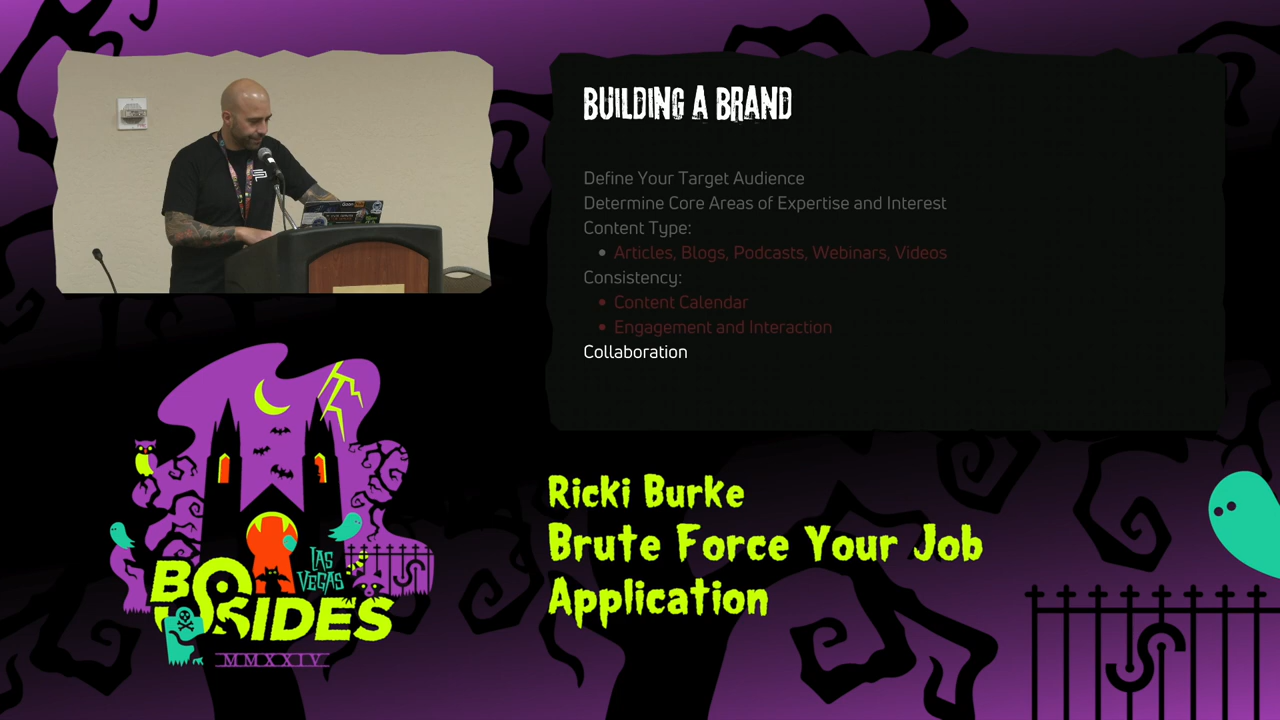 BUILDING A BRAND
Define Your Target Audience
Determine Core Areas of Expertise and Interest
Content Type:
• Articles, Blogs, Podcasts, Webinars, Videos
Consistency:
• Content Calendar
• Engagement and Interaction
Collaboration
Ricki Burke
Brute Force Your Job
Application
LAS
VEGAS
BSIDES
MMXXIV